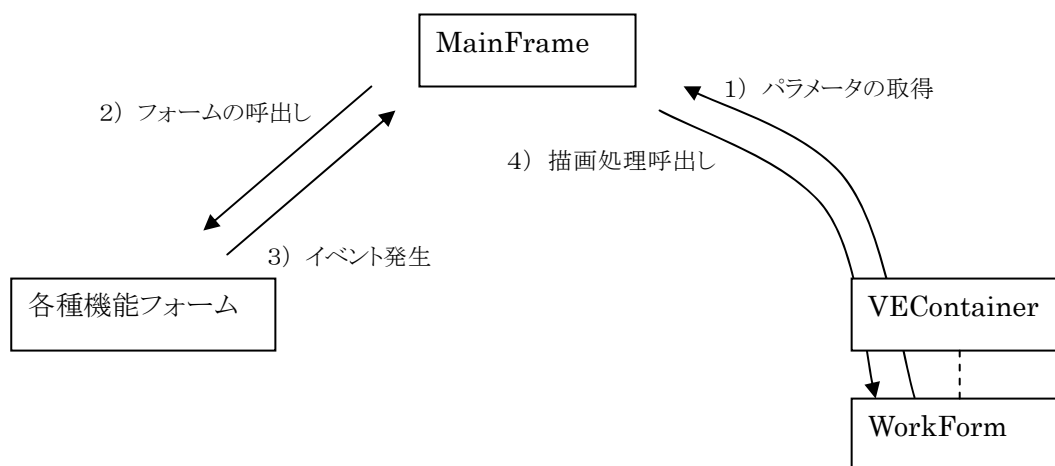 MainFrame
1） パラメータの取得
2） フォームの呼出し
4） 描画処理呼出し
3） イベント発生
各種機能フォーム
VEContainer
WorkForm